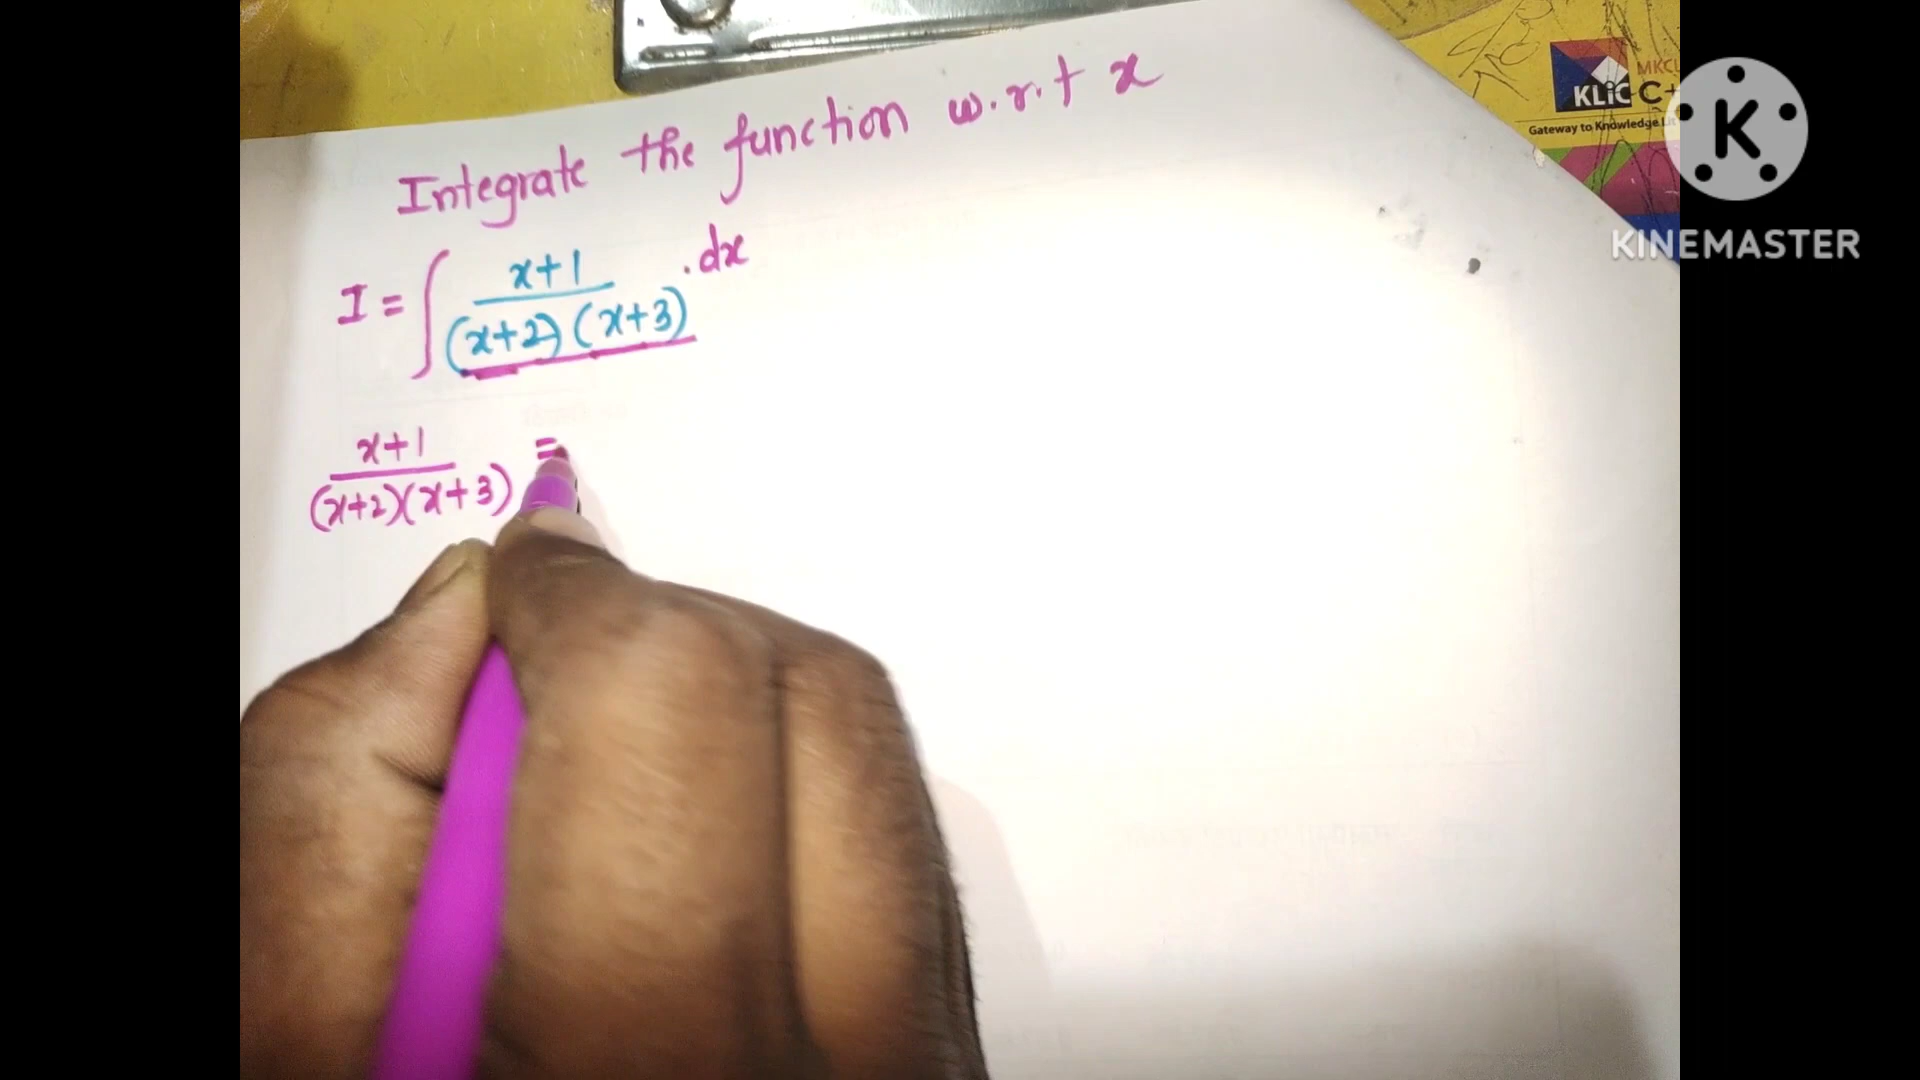 Integrate the function w.r.t x
I = ∫ x+1 / (x+2)(x+3) .dx
x+1 / (x+2)(x+3) =
MKCL
KLiC C+
Gateway to Knowledge
K
KINEMASTER